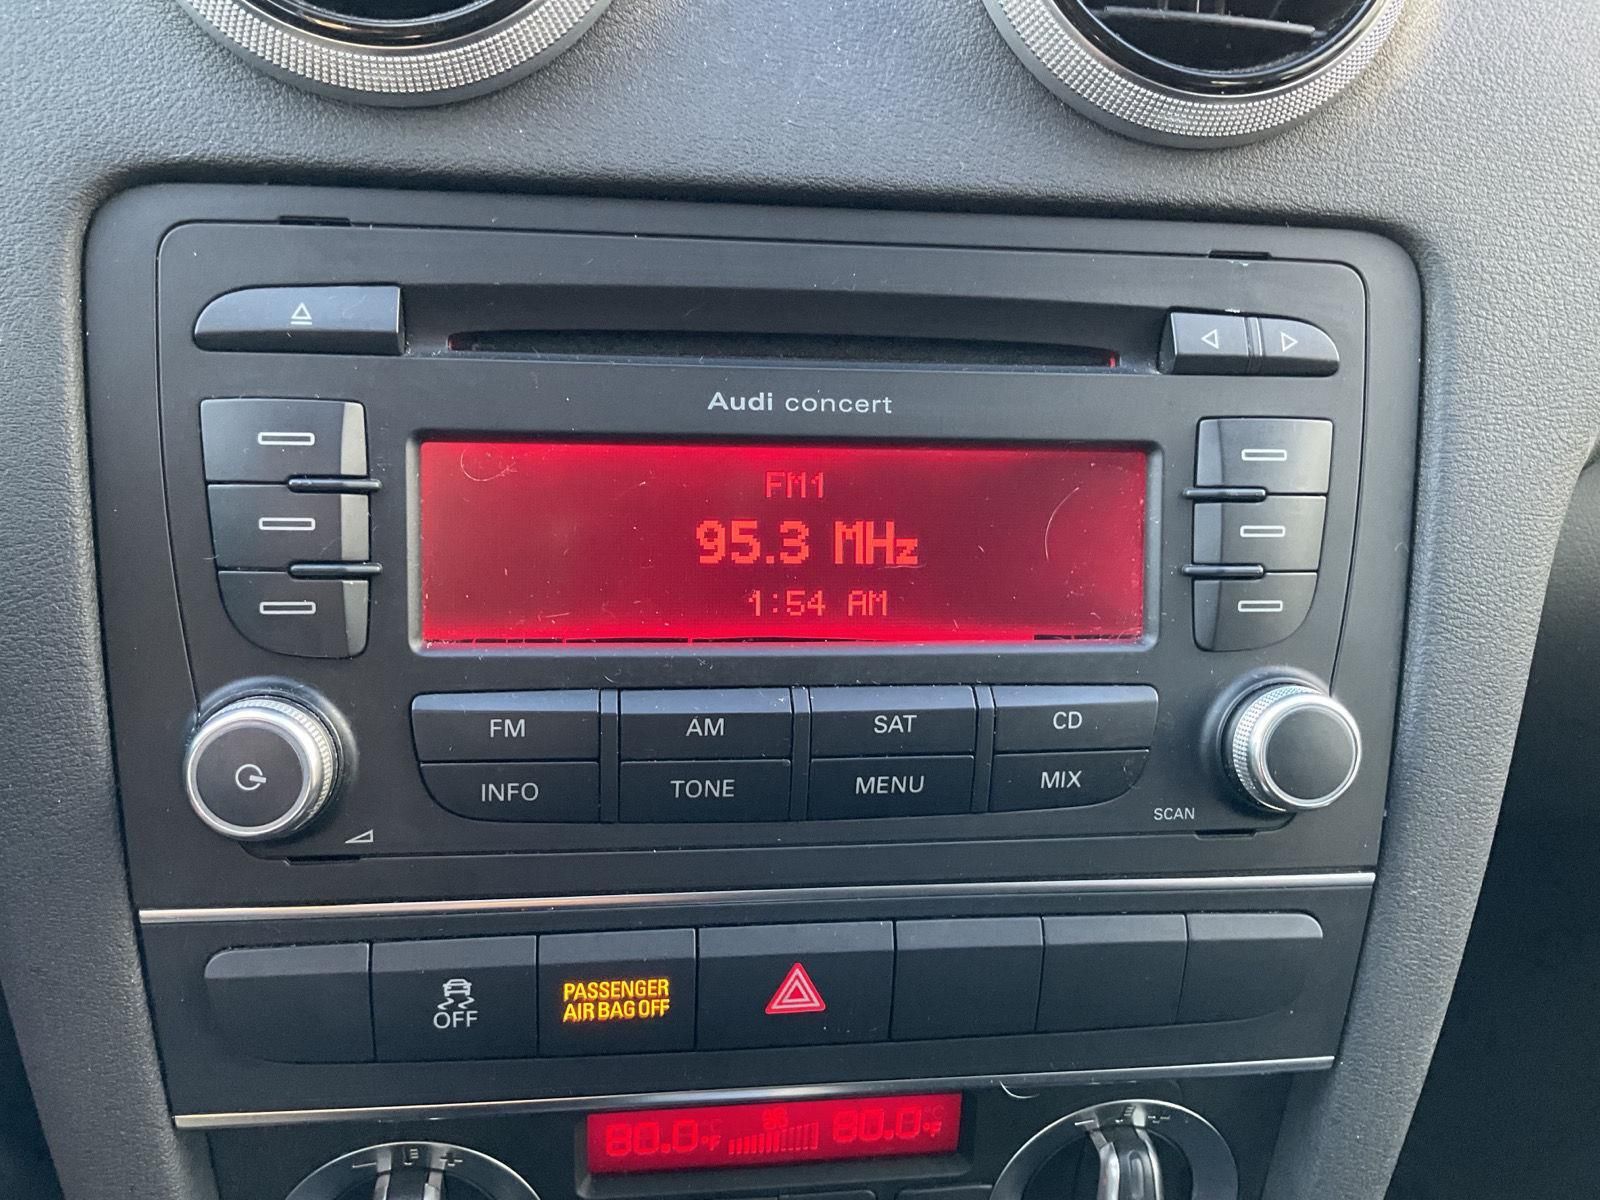 Audi concert
FM1
95.3 MHz
1:54 AM
FM AM SAT CD
INFO TONE MENU MIX
SCAN
OFF
PASSENGER
AIR BAG OFF
80.0°F 80.0°F